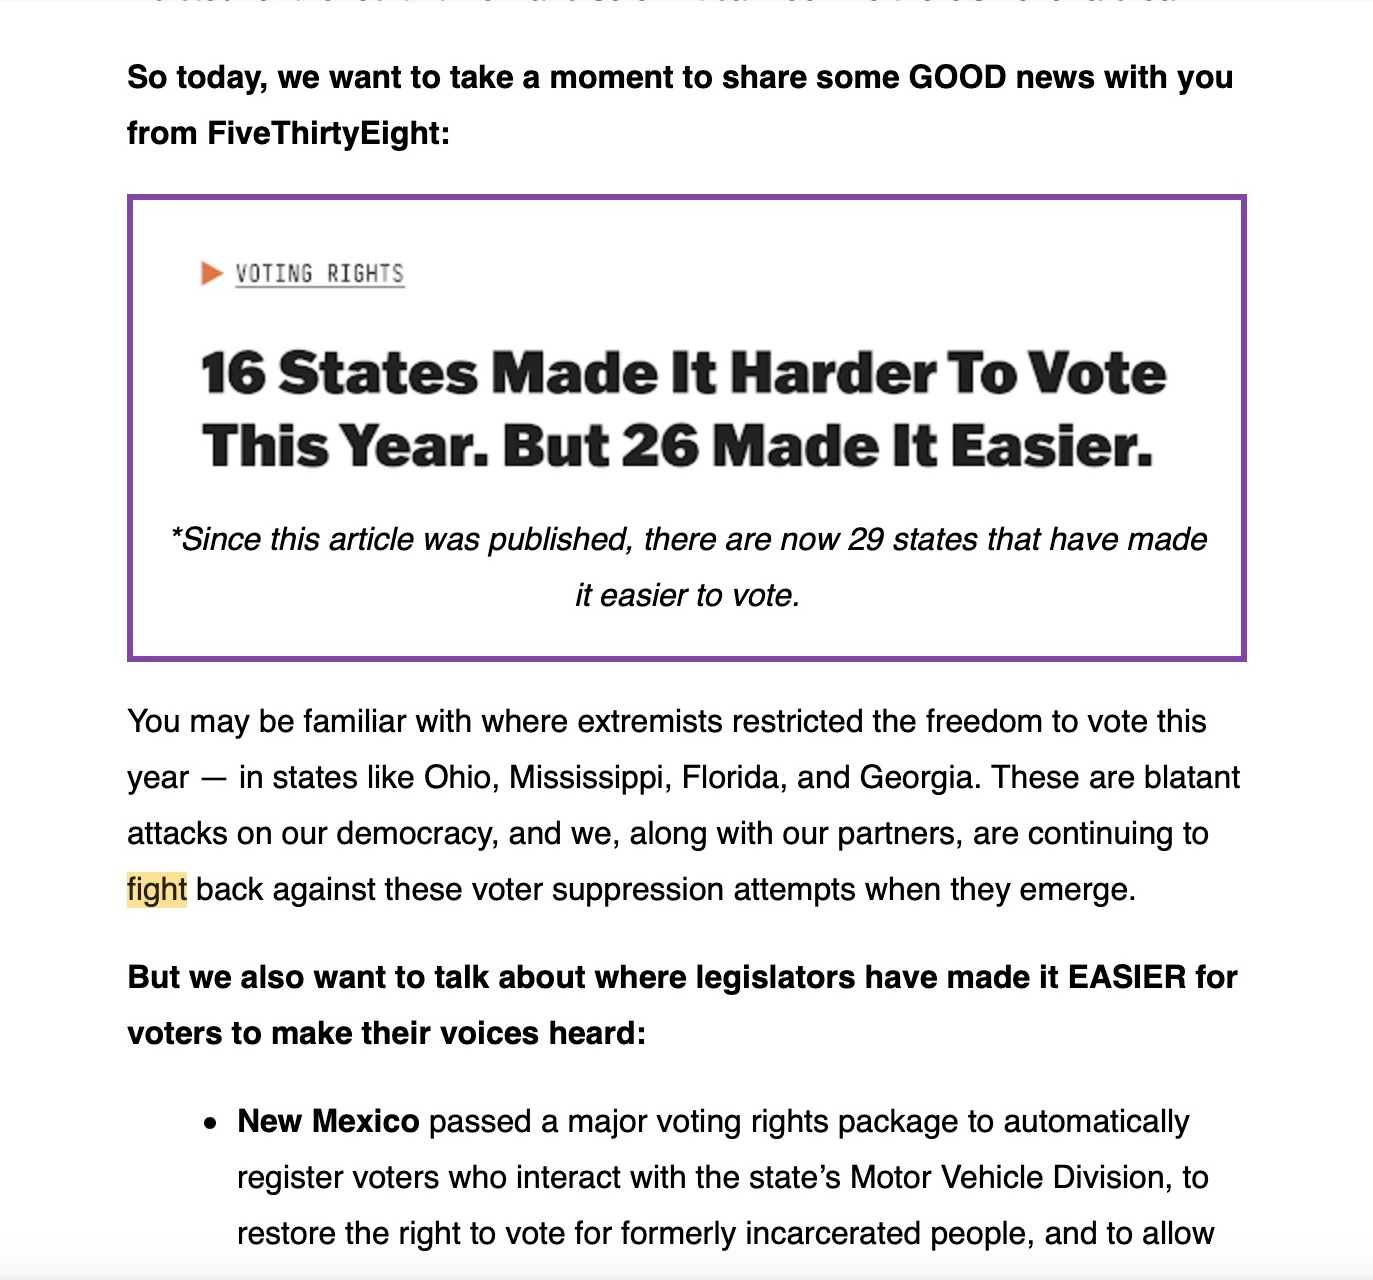 So today, we want to take a moment to share some GOOD news with you
from FiveThirtyEight:
VOTING RIGHTS
16 States Made It Harder To Vote
This Year. But 26 Made It Easier.
*Since this article was published, there are now 29 states that have made
it easier to vote.
You may be familiar with where extremists restricted the freedom to vote this
year — in states like Ohio, Mississippi, Florida, and Georgia. These are blatant
attacks on our democracy, and we, along with our partners, are continuing to
fight back against these voter suppression attempts when they emerge.
But we also want to talk about where legislators have made it EASIER for
voters to make their voices heard:
• New Mexico passed a major voting rights package to automatically
register voters who interact with the state’s Motor Vehicle Division, to
restore the right to vote for formerly incarcerated people, and to allow